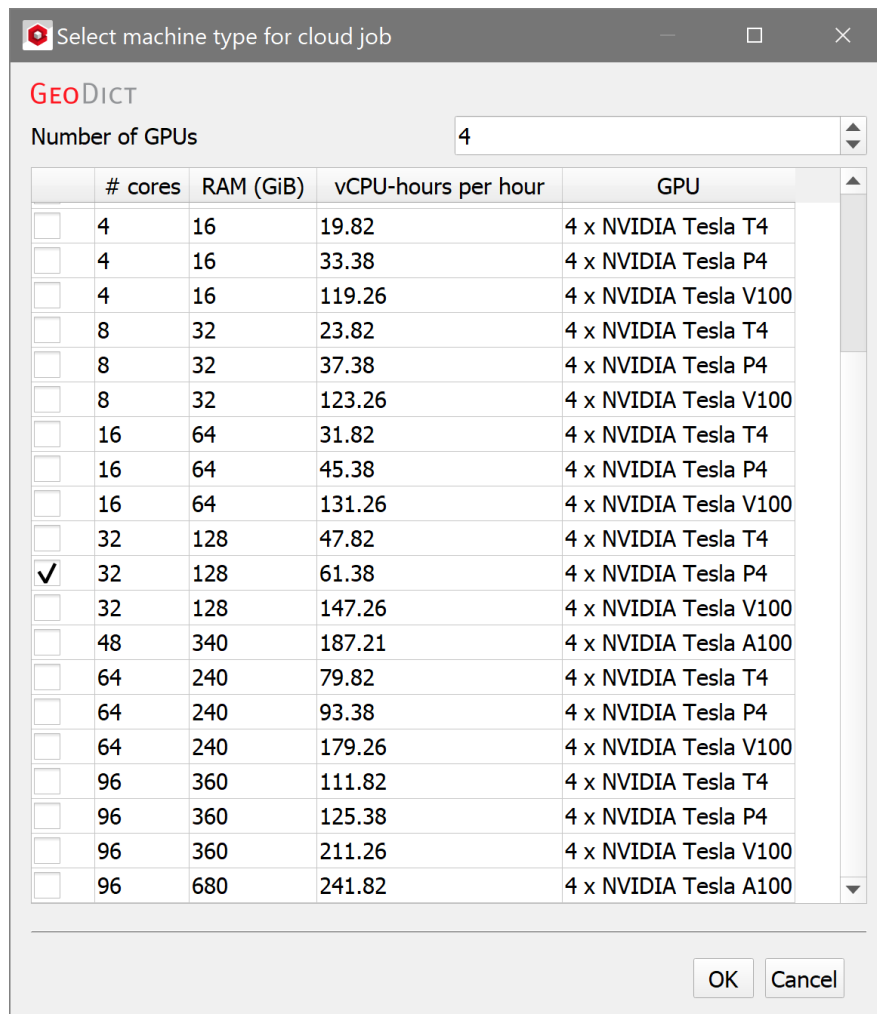 Select machine type for cloud job
GEODICT
Number of GPUs 4
# cores RAM (GiB) vCPU-hours per hour GPU
4 16 19.82 4 x NVIDIA Tesla T4
4 16 33.38 4 x NVIDIA Tesla P4
4 16 119.26 4 x NVIDIA Tesla V100
8 32 23.82 4 x NVIDIA Tesla T4
8 32 37.38 4 x NVIDIA Tesla P4
8 32 123.26 4 x NVIDIA Tesla V100
16 64 31.82 4 x NVIDIA Tesla T4
16 64 45.38 4 x NVIDIA Tesla P4
16 64 131.26 4 x NVIDIA Tesla V100
32 128 47.82 4 x NVIDIA Tesla T4
32 128 61.38 4 x NVIDIA Tesla P4
32 128 147.26 4 x NVIDIA Tesla V100
48 340 187.21 4 x NVIDIA Tesla A100
64 240 79.82 4 x NVIDIA Tesla T4
64 240 93.38 4 x NVIDIA Tesla P4
64 240 179.26 4 x NVIDIA Tesla V100
96 360 111.82 4 x NVIDIA Tesla T4
96 360 125.38 4 x NVIDIA Tesla P4
96 360 211.26 4 x NVIDIA Tesla V100
96 680 241.82 4 x NVIDIA Tesla A100
OK Cancel